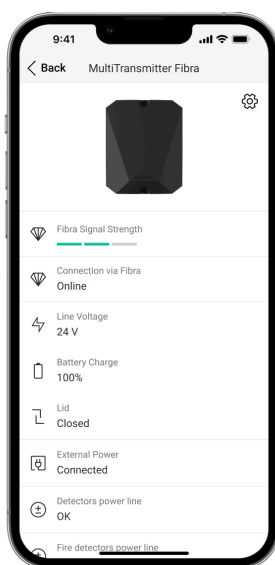 9:41
Back MultiTransmitter Fibra
Fibra Signal Strength
Connection via Fibra
Online
Line Voltage
24 V
Battery Charge
100%
Lid
Closed
External Power
Connected
Detectors power line
OK
Fire detectors power line